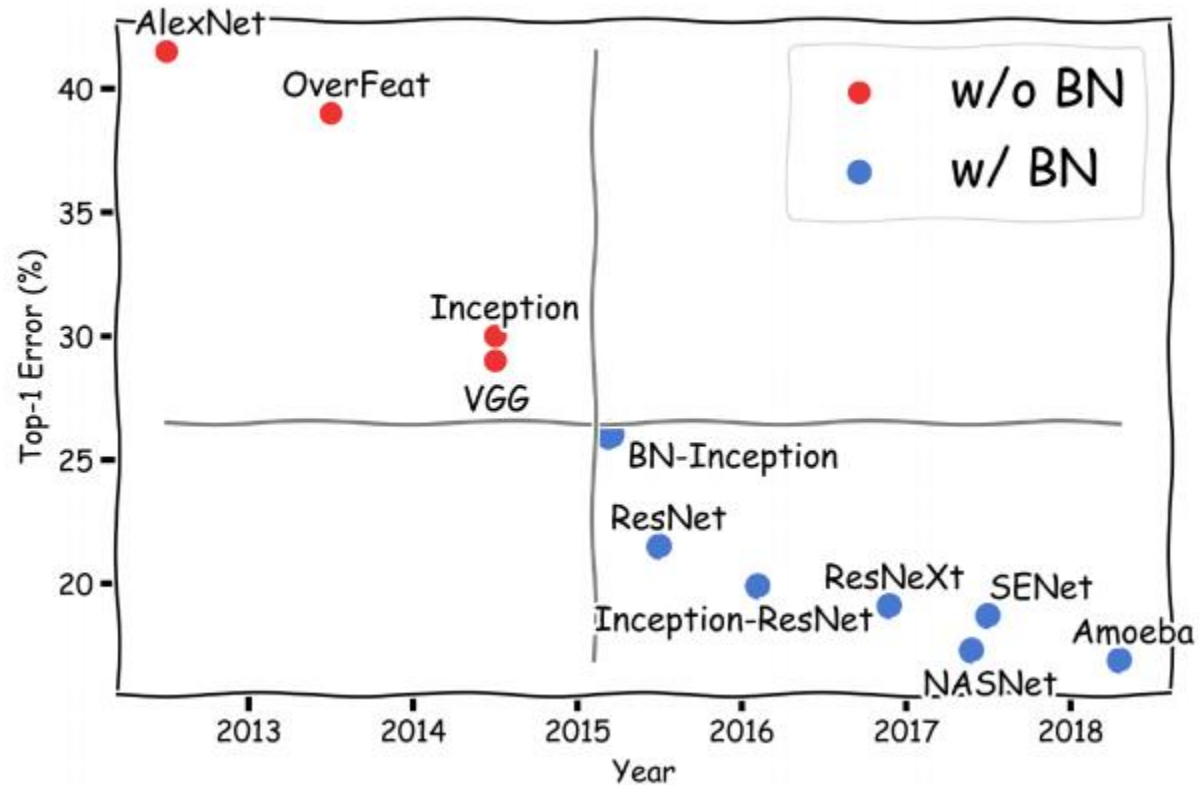 AlexNet
OverFeat
w/o BN
w/ BN
Inception
VGG
BN-Inception
ResNet
Inception-ResNet
ResNeXt
SENet
NASNet
Amoeba
40
35
30
25
20
Top-1 Error (%)
2013 2014 2015 2016 2017 2018
Year